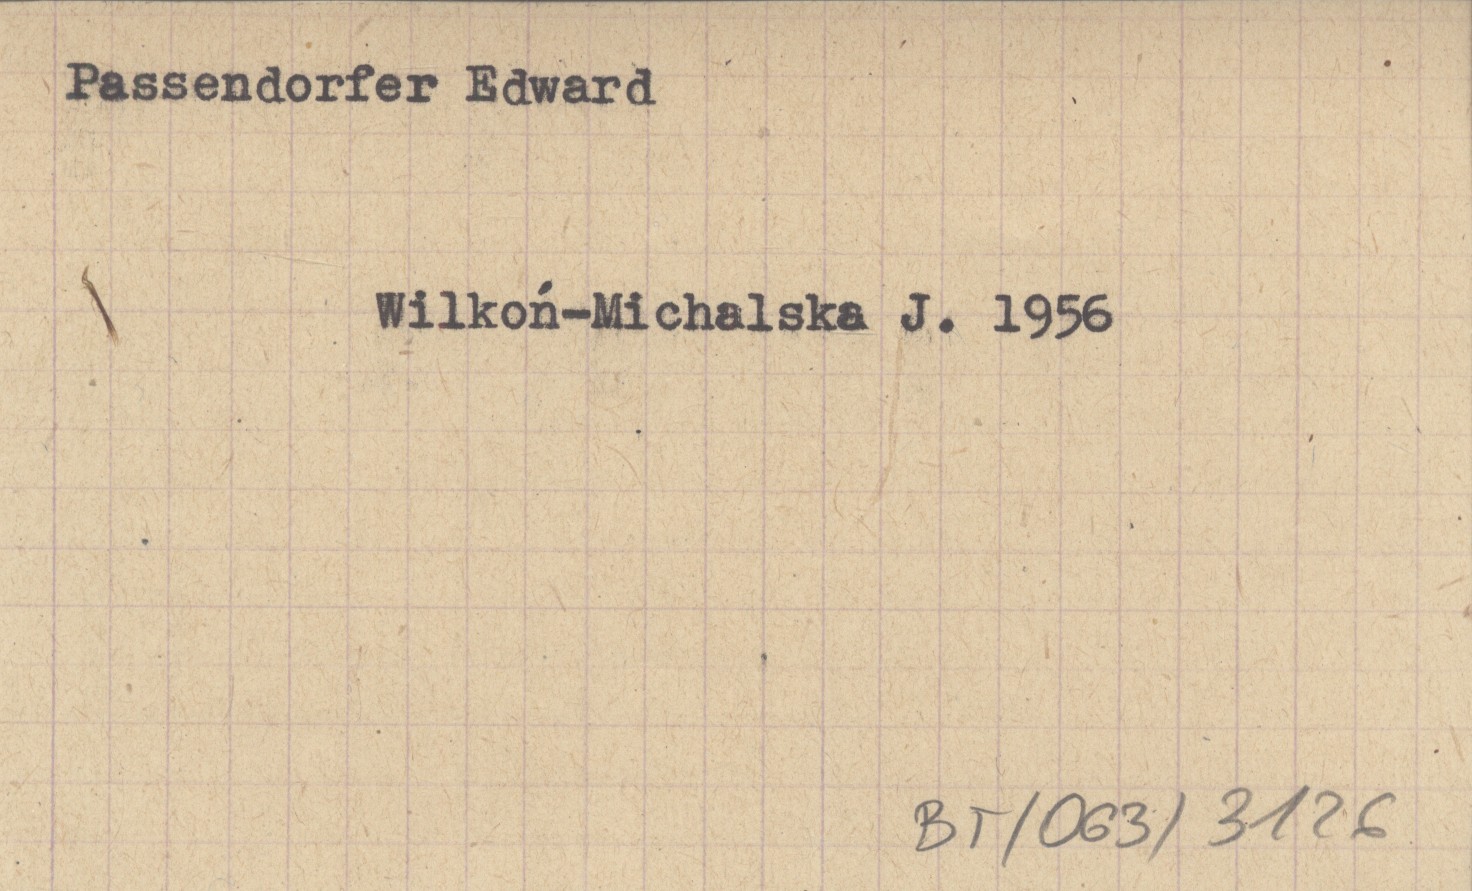 Passendorfer Edward
Wilkoń-Michalska J. 1956
BT/063/3126